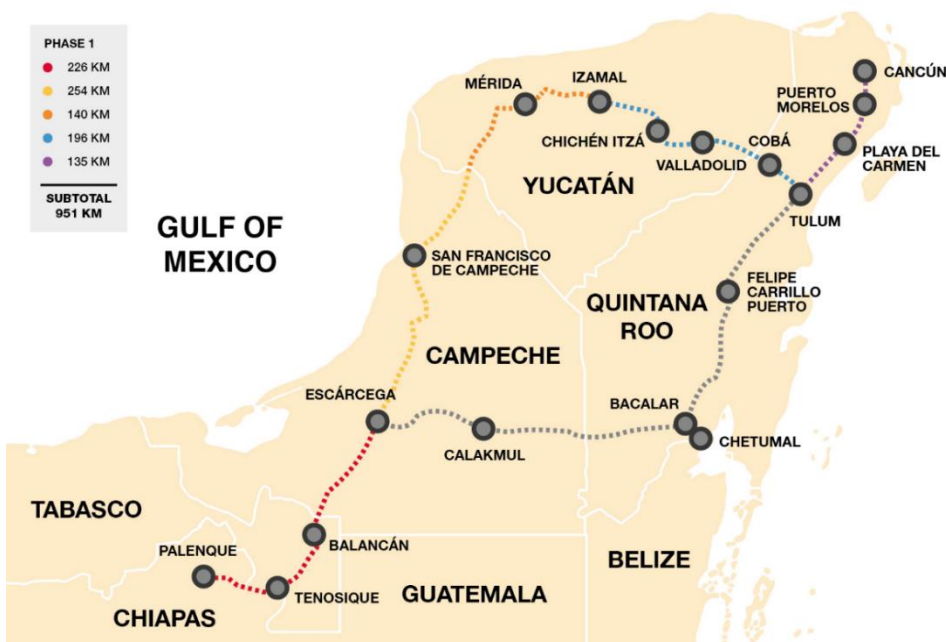 PHASE 1
226 KM
254 KM
140 KM
196 KM
135 KM
SUBTOTAL
951 KM
GULF OF
MEXICO
MÉRIDA
IZAMAL
CANCÚN
PUERTO
MORELOS
CHICHÉN ITZÁ
VALLADOLID
COBÁ
PLAYA DEL
CARMEN
YUCATÁN
TULUM
SAN FRANCISCO
DE CAMPECHE
FELIPE
CARRILLO
PUERTO
QUINTANA
ROO
CAMPECHE
ESCÁRCEGA
BACALAR
CALAKMUL
CHETUMAL
TABASCO
PALENQUE
BALANCÁN
BELIZE
TENOSIQUE
GUATEMALA
CHIAPAS